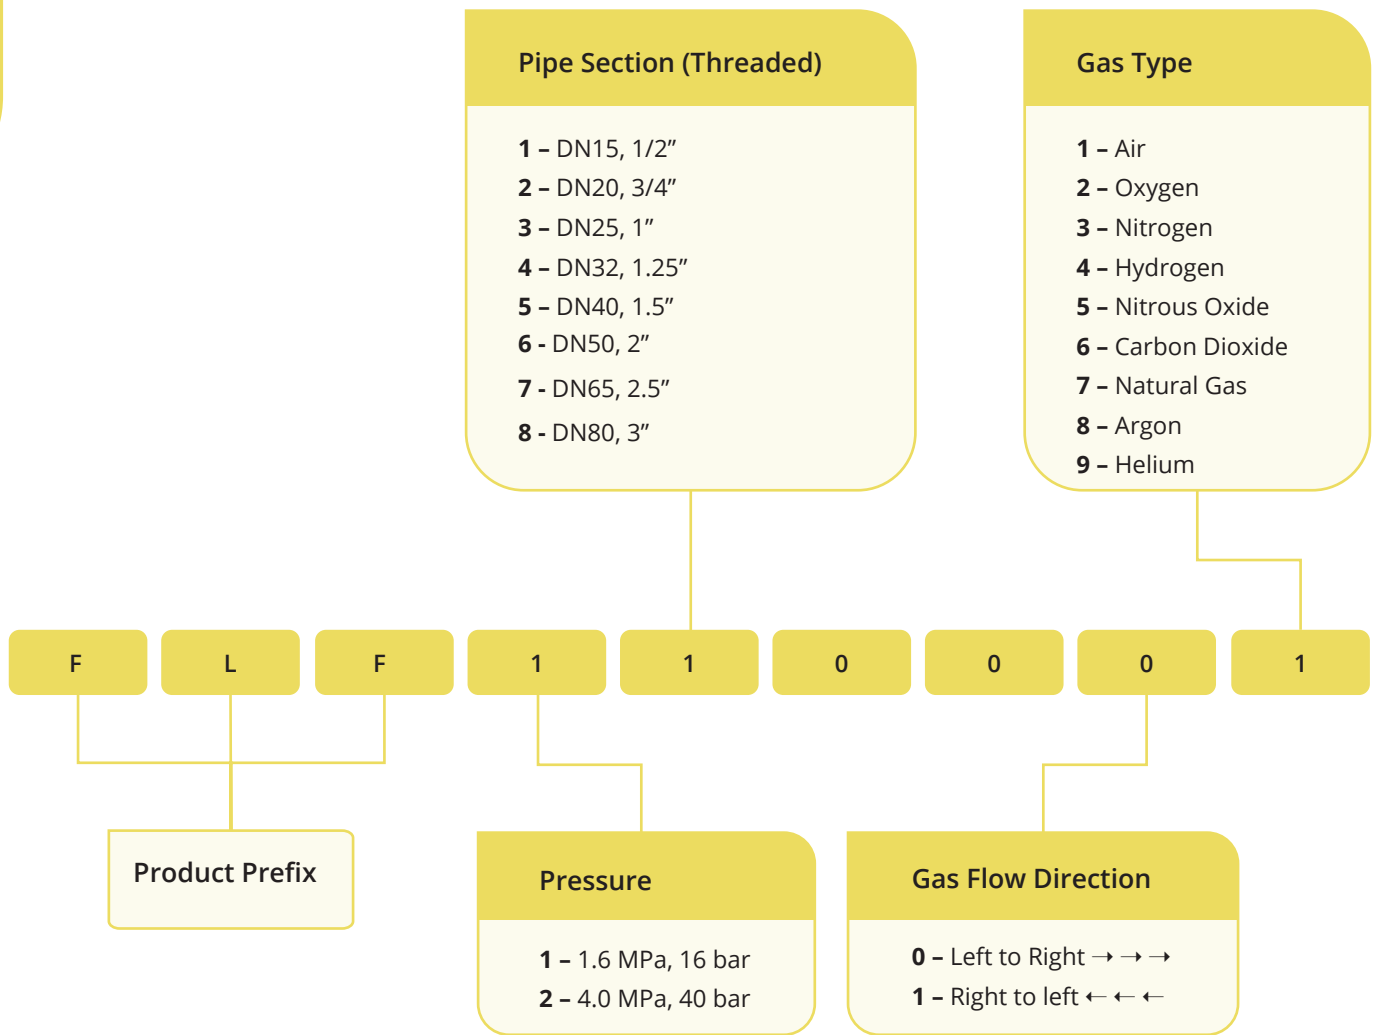 Pipe Section (Threaded)
1 – DN15, 1/2”
2 – DN20, 3/4”
3 – DN25, 1”
4 – DN32, 1.25”
5 – DN40, 1.5”
6 - DN50, 2”
7 - DN65, 2.5”
8 - DN80, 3”
Gas Type
1 – Air
2 – Oxygen
3 – Nitrogen
4 – Hydrogen
5 – Nitrous Oxide
6 – Carbon Dioxide
7 – Natural Gas
8 – Argon
9 – Helium
F L F 1 1 0 0 0 1
Product Prefix
Pressure
1 – 1.6 MPa, 16 bar
2 – 4.0 MPa, 40 bar
Gas Flow Direction
0 – Left to Right → → →
1 – Right to left ← ← ←